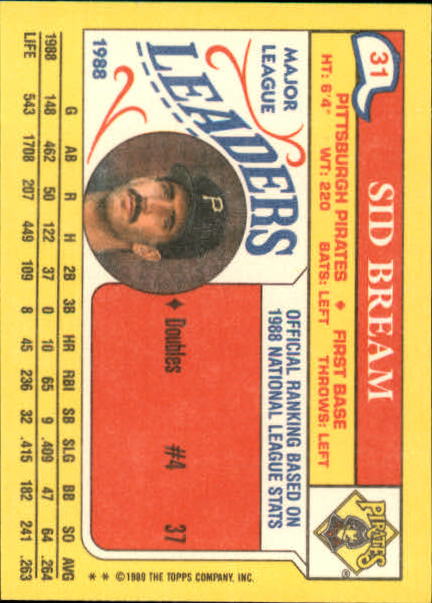 31
SID BREAM
PITTSBURGH PIRATES ♦ FIRST BASE
HT: 6'4" WT: 220 BATS: LEFT THROWS: LEFT
PIRATES
®
MAJOR
LEAGUE
LEADERS
1988
P
OFFICIAL RANKING BASED ON
1988 NATIONAL LEAGUE STATS
♦ Doubles #4 37
G AB R H 2B 3B HR RBI SB SLG BB SO AVG
1988 148 462 50 122 37 0 10 65 9 .409 47 64 .264
LIFE 543 1708 207 449 109 8 45 236 32 .415 182 241 .263
* * ©1989 THE TOPPS COMPANY, INC.